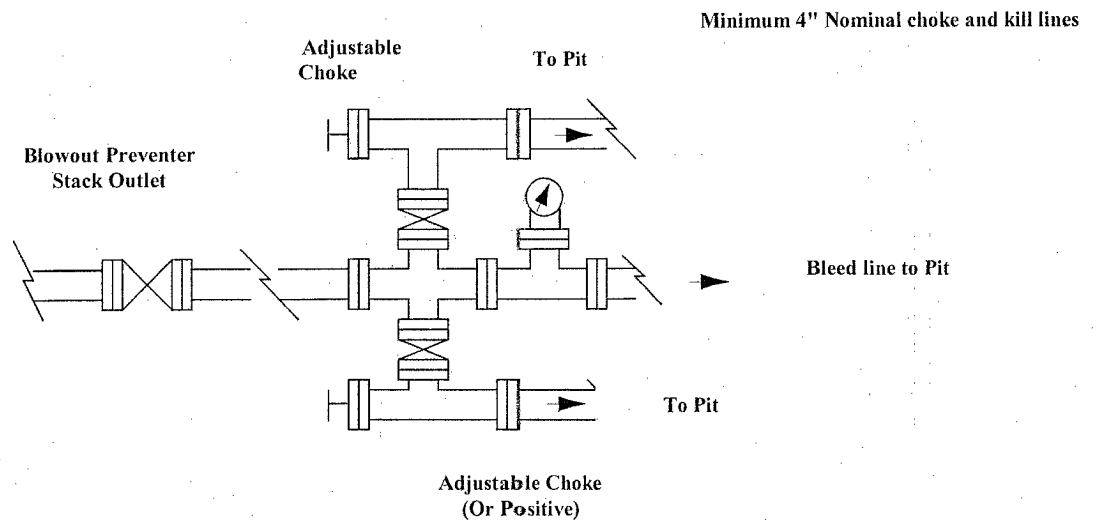 Minimum 4" Nominal choke and kill lines
Adjustable
Choke
To Pit
Blowout Preventer
Stack Outlet
Bleed line to Pit
To Pit
Adjustable Choke
(Or Positive)